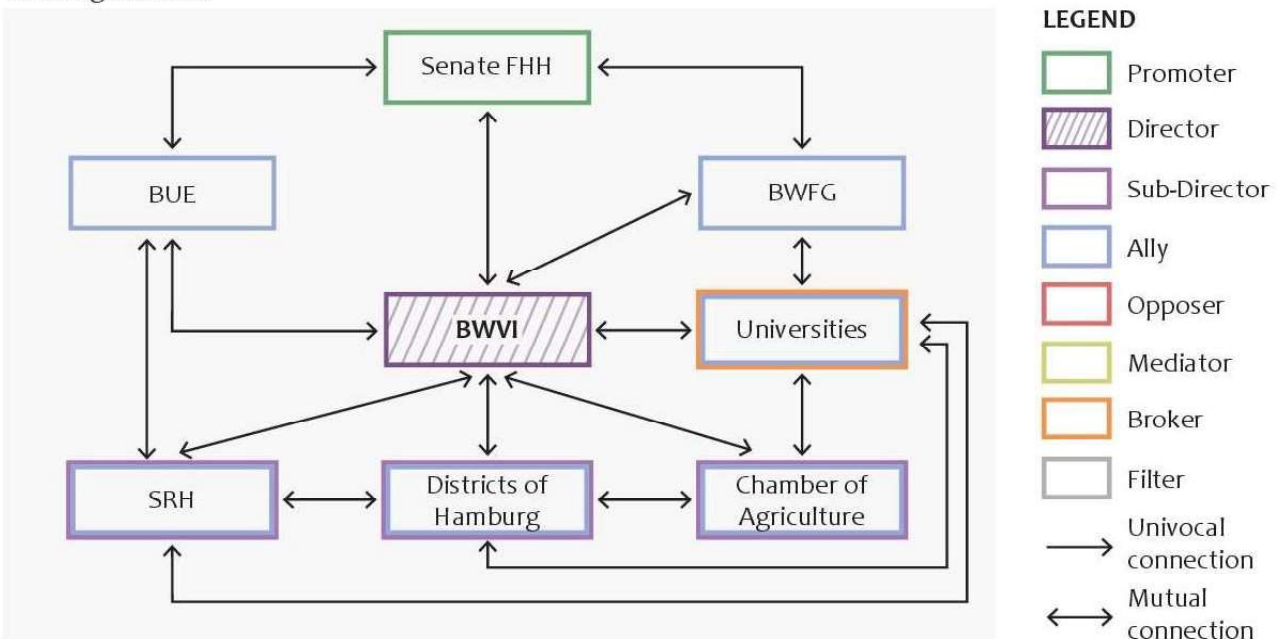 Senate FHH
BUE
BWFG
BWVI
Universities
SRH
Districts of
Hamburg
Chamber of
Agriculture
LEGEND
Promoter
Director
Sub-Director
Ally
Opposer
Mediator
Broker
Filter
Univocal
connection
Mutual
connection